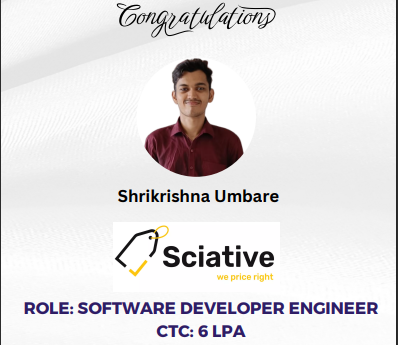 Congratulations
Shrikrishna Umbare
Sciative
we price right
ROLE: SOFTWARE DEVELOPER ENGINEER
CTC: 6 LPA